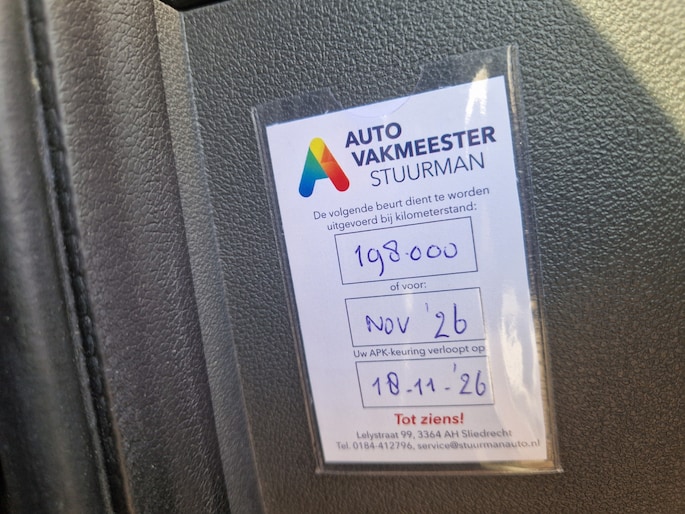 AUTO
VAKMEESTER
STUURMAN
De volgende beurt dient te worden
uitgevoerd bij kilometerstand:
198.000
of voor:
NOV '26
Uw APK-keuring verloopt op
18-11-'26
Tot ziens!
Lelystraat 99, 3364 AH Sliedrecht
Tel. 0184-412796, service@stuurmanauto.nl